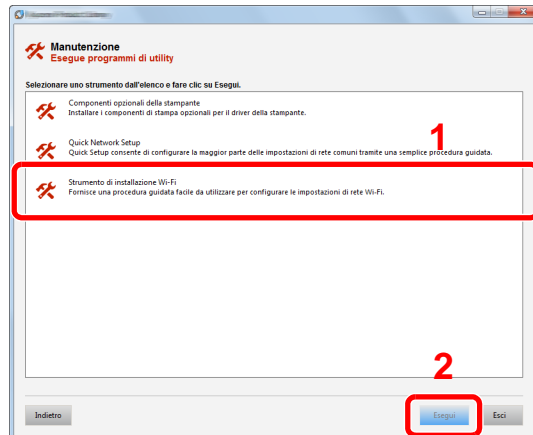 Manutenzione
Esegue programmi di utility
Selezionare uno strumento dall'elenco e fare clic su Esegui.
Componenti opzionali della stampante
Installare i componenti di stampa opzionali per il driver della stampante.
1
Quick Network Setup
Quick Setup consente di configurare la maggior parte delle impostazioni di rete comuni tramite una semplice procedura guidata.
Strumento di installazione Wi-Fi
Fornisce una procedura guidata facile da utilizzare per configurare le impostazioni di rete Wi-Fi.
2
Indietro
Esegui
Esci